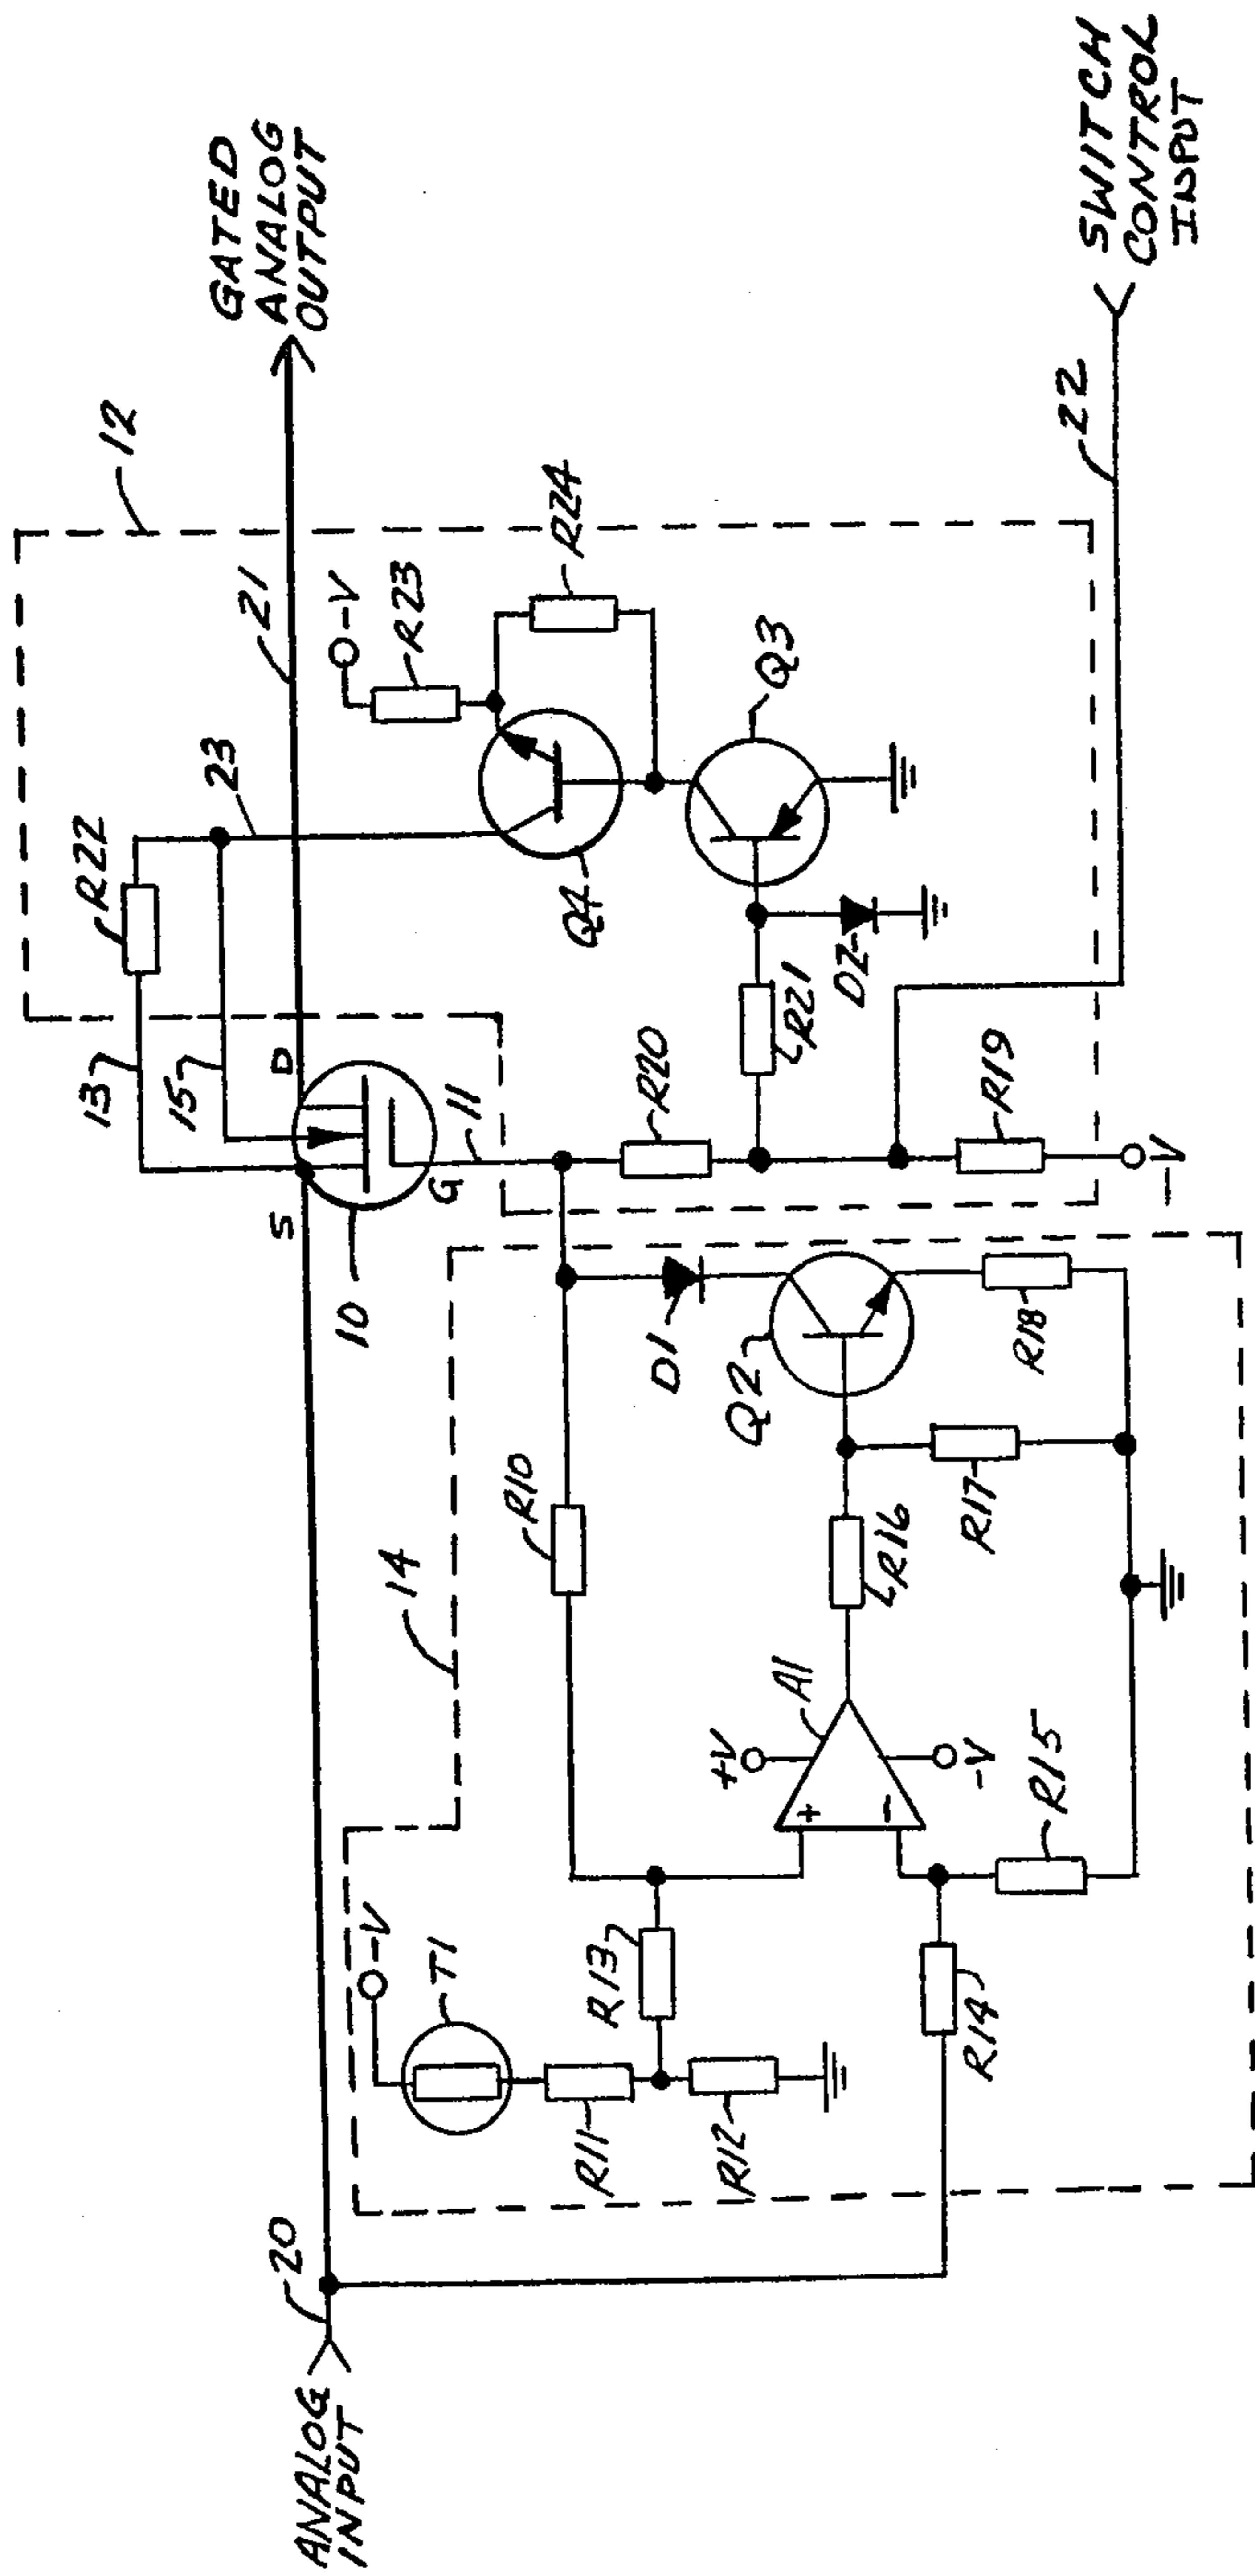 ANALOG
INPUT
20
GATED
ANALOG
OUTPUT
SWITCH
CONTROL
INPUT
12
13
R22
15
23
21
-V
R23
R24
S
D
10
G
11
Q4
Q3
R20
R21
D2
R19
-V
22
14
-V
T1
R11
R12
R13
R10
D1
Q2
+V
A1
+
-
-V
R16
R17
R18
R14
R15